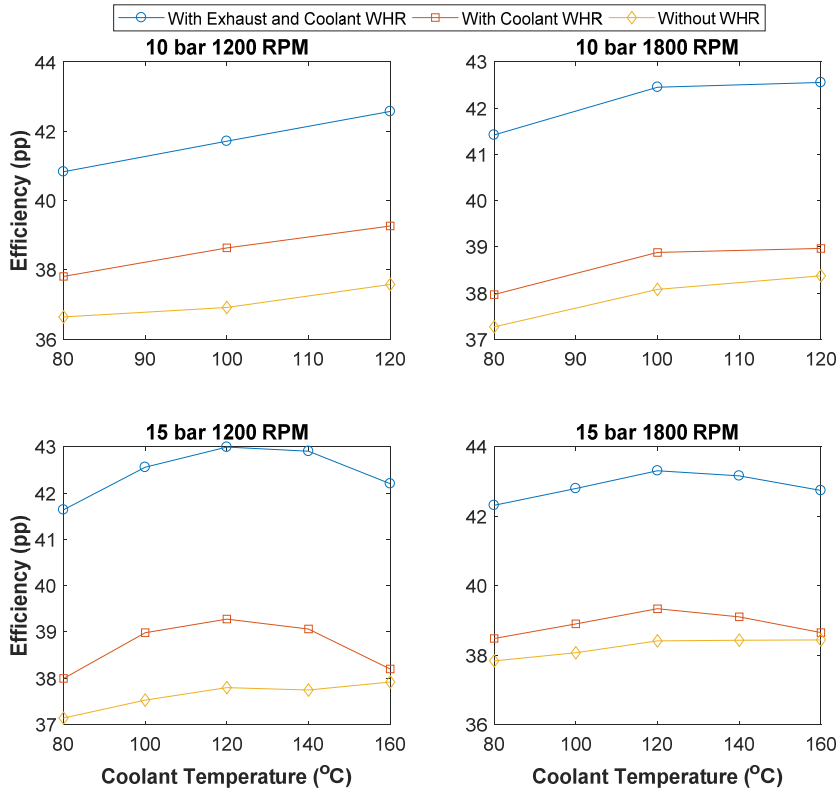 With Exhaust and Coolant WHR With Coolant WHR Without WHR
10 bar 1200 RPM
44
42
40
38
36
80 90 100 110 120
Efficiency (pp)
10 bar 1800 RPM
43
42
41
40
39
38
37
80 90 100 110 120
15 bar 1200 RPM
43
42
41
40
39
38
37
80 100 120 140 160
Efficiency (pp)
Coolant Temperature (°C)
15 bar 1800 RPM
44
42
40
38
36
80 100 120 140 160
Coolant Temperature (°C)